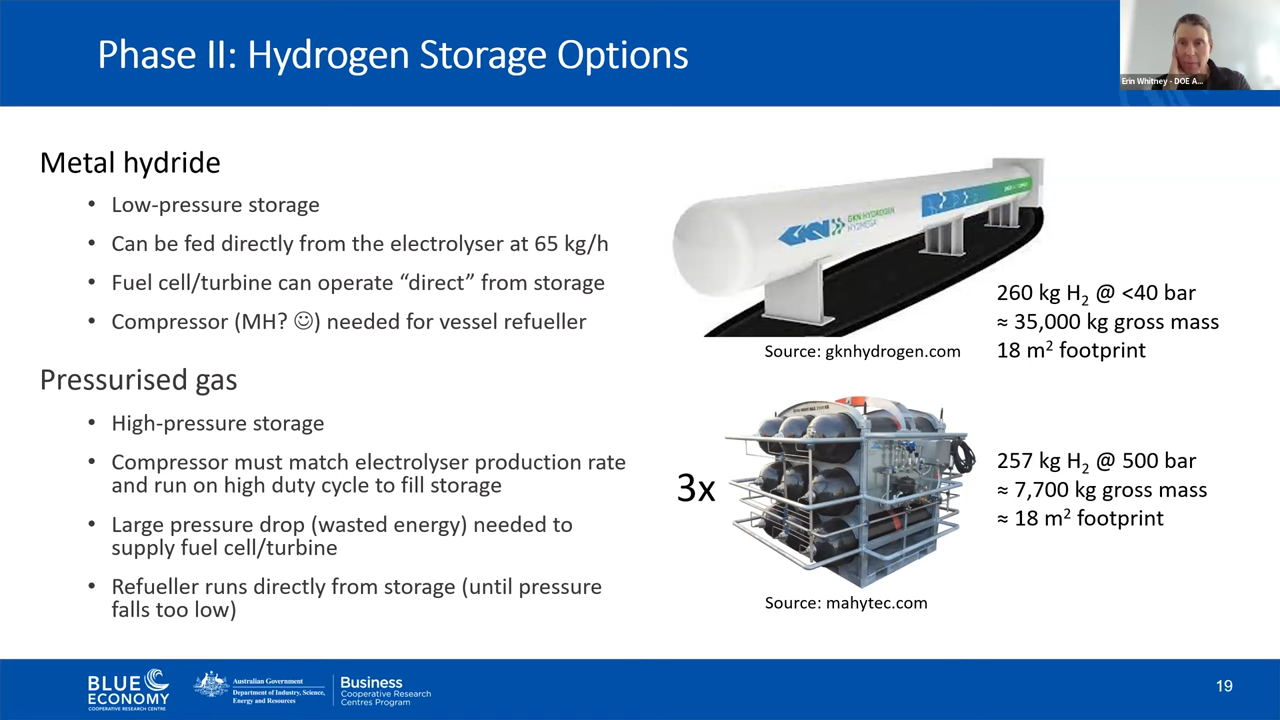 Phase II: Hydrogen Storage Options
Erin Whitney - DOE A...
Metal hydride
• Low-pressure storage
• Can be fed directly from the electrolyser at 65 kg/h
• Fuel cell/turbine can operate “direct” from storage
• Compressor (MH? ☺) needed for vessel refueller
GKN HYDROGEN
HY2MEGA
Source: gknhydrogen.com
260 kg H₂ @ <40 bar
≈ 35,000 kg gross mass
18 m² footprint
Pressurised gas
• High-pressure storage
• Compressor must match electrolyser production rate
and run on high duty cycle to fill storage
• Large pressure drop (wasted energy) needed to
supply fuel cell/turbine
• Refueller runs directly from storage (until pressure
falls too low)
3x
Source: mahytec.com
257 kg H₂ @ 500 bar
≈ 7,700 kg gross mass
≈ 18 m² footprint
BLUE
ECONOMY
COOPERATIVE RESEARCH CENTRE
Australian Government
Department of Industry, Science,
Energy and Resources
Business
Cooperative Research
Centres Program
19